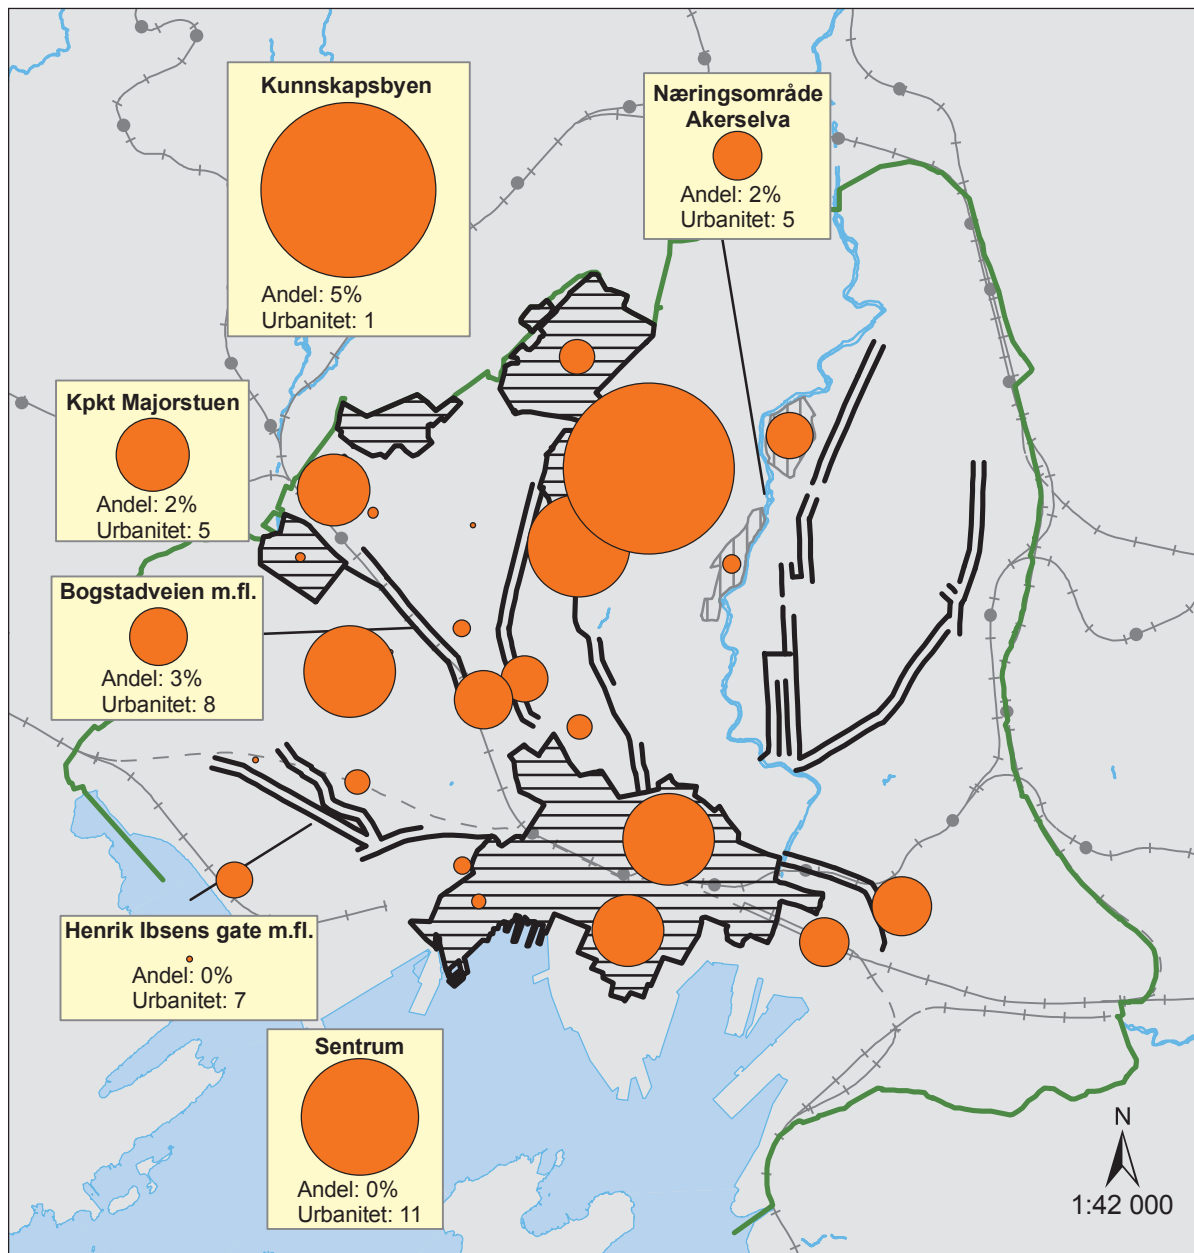 Kunnskapsbyen
Andel: 5%
Urbanitet: 1
Næringsområde
Akerselva
Andel: 2%
Urbanitet: 5
Kpkt Majorstuen
Andel: 2%
Urbanitet: 5
Bogstadveien m.fl.
Andel: 3%
Urbanitet: 8
Henrik Ibsens gate m.fl.
Andel: 0%
Urbanitet: 7
Sentrum
Andel: 0%
Urbanitet: 11
N
1:42 000